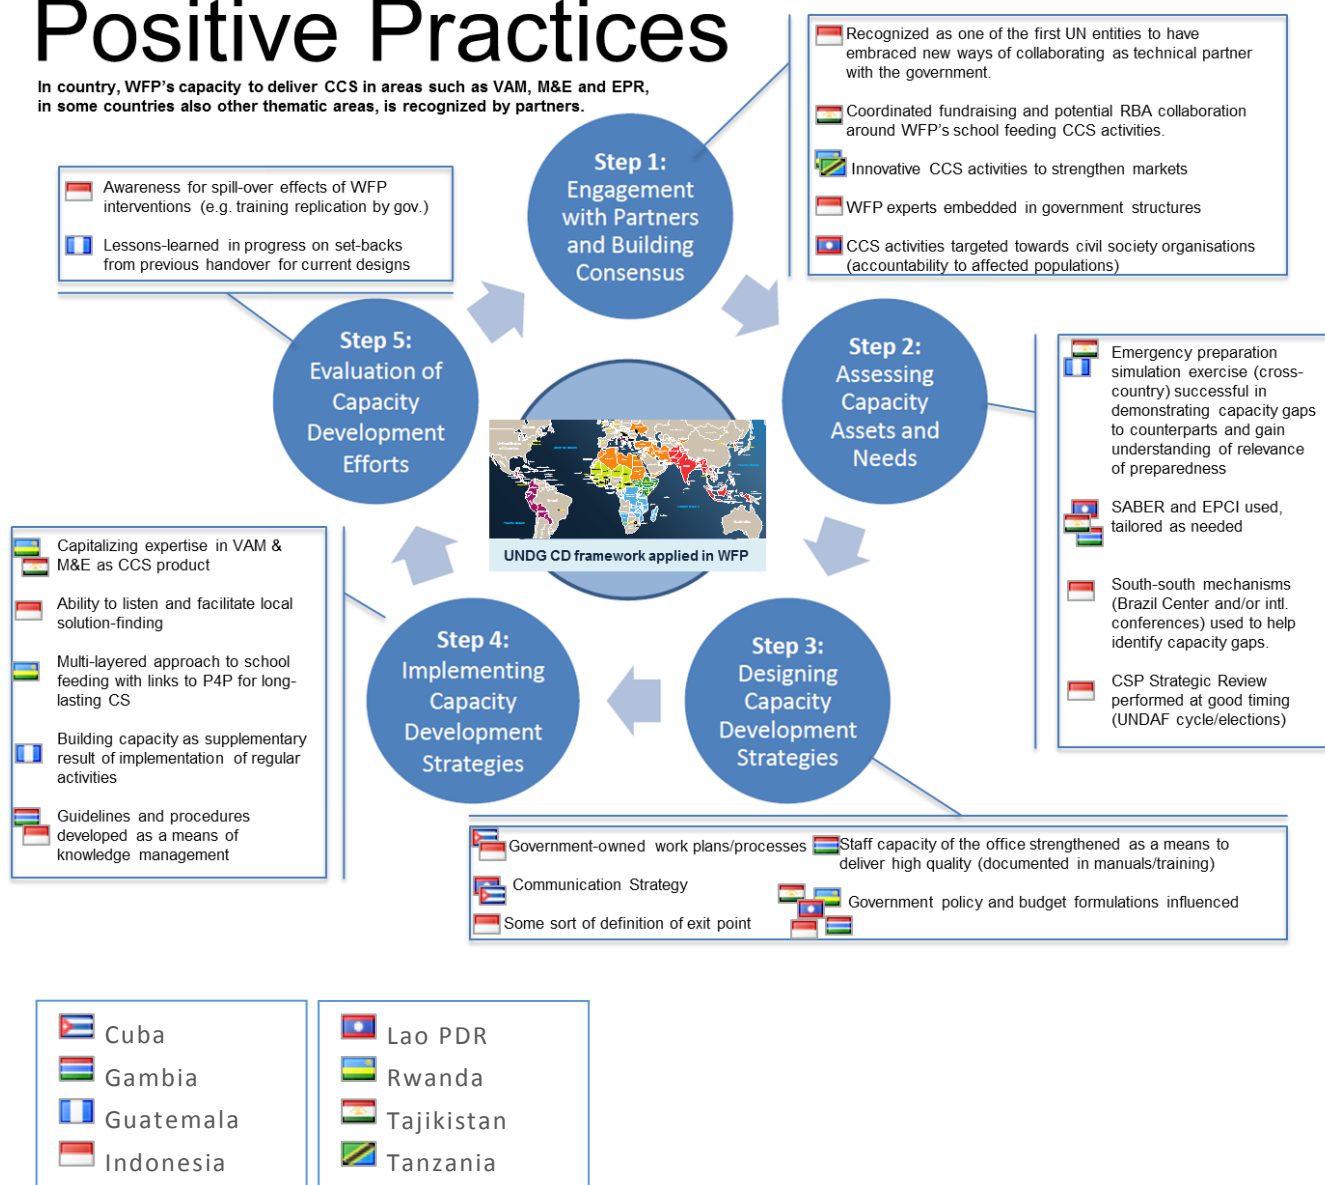 Positive Practices
In country, WFP's capacity to deliver CCS in areas such as VAM, M&E and EPR,
in some countries also other thematic areas, is recognized by partners.
Recognized as one of the first UN entities to have
embraced new ways of collaborating as technical partner
with the government.
Coordinated fundraising and potential RBA collaboration
around WFP's school feeding CCS activities.
Innovative CCS activities to strengthen markets
WFP experts embedded in government structures
CCS activities targeted towards civil society organisations
(accountability to affected populations)
Step 1:
Engagement
with Partners
and Building
Consensus
Awareness for spill-over effects of WFP
interventions (e.g. training replication by gov.)
Lessons-learned in progress on set-backs
from previous handover for current designs
Step 5:
Evaluation of
Capacity
Development
Efforts
Step 2:
Assessing
Capacity
Assets and
Needs
Emergency preparation
simulation exercise (cross-
country) successful in
demonstrating capacity gaps
to counterparts and gain
understanding of relevance
of preparedness
SABER and EPCI used,
tailored as needed
South-south mechanisms
(Brazil Center and/or intl.
conferences) used to help
identify capacity gaps.
CSP Strategic Review
performed at good timing
(UNDAF cycle/elections)
UNDG CD framework applied in WFP
Capitalizing expertise in VAM &
M&E as CCS product
Ability to listen and facilitate local
solution-finding
Multi-layered approach to school
feeding with links to P4P for long-
lasting CS
Building capacity as supplementary
result of implementation of regular
activities
Guidelines and procedures
developed as a means of
knowledge management
Step 4:
Implementing
Capacity
Development
Strategies
Step 3:
Designing
Capacity
Development
Strategies
Government-owned work plans/processes
Communication Strategy
Some sort of definition of exit point
Staff capacity of the office strengthened as a means to
deliver high quality (documented in manuals/training)
Government policy and budget formulations influenced
Cuba
Gambia
Guatemala
Indonesia
Lao PDR
Rwanda
Tajikistan
Tanzania